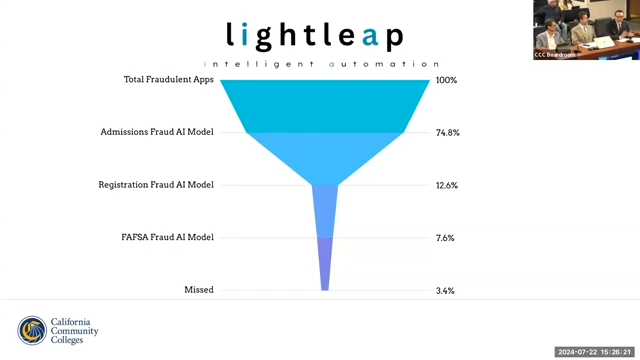 lightleap
intelligent automation
Total Fraudulent Apps 100%
Admissions Fraud AI Model 74.8%
Registration Fraud AI Model 12.6%
FAFSA Fraud AI Model 7.6%
Missed 3.4%
CCC Boardroom
California
Community
Colleges
2024-07-22 15:26:21